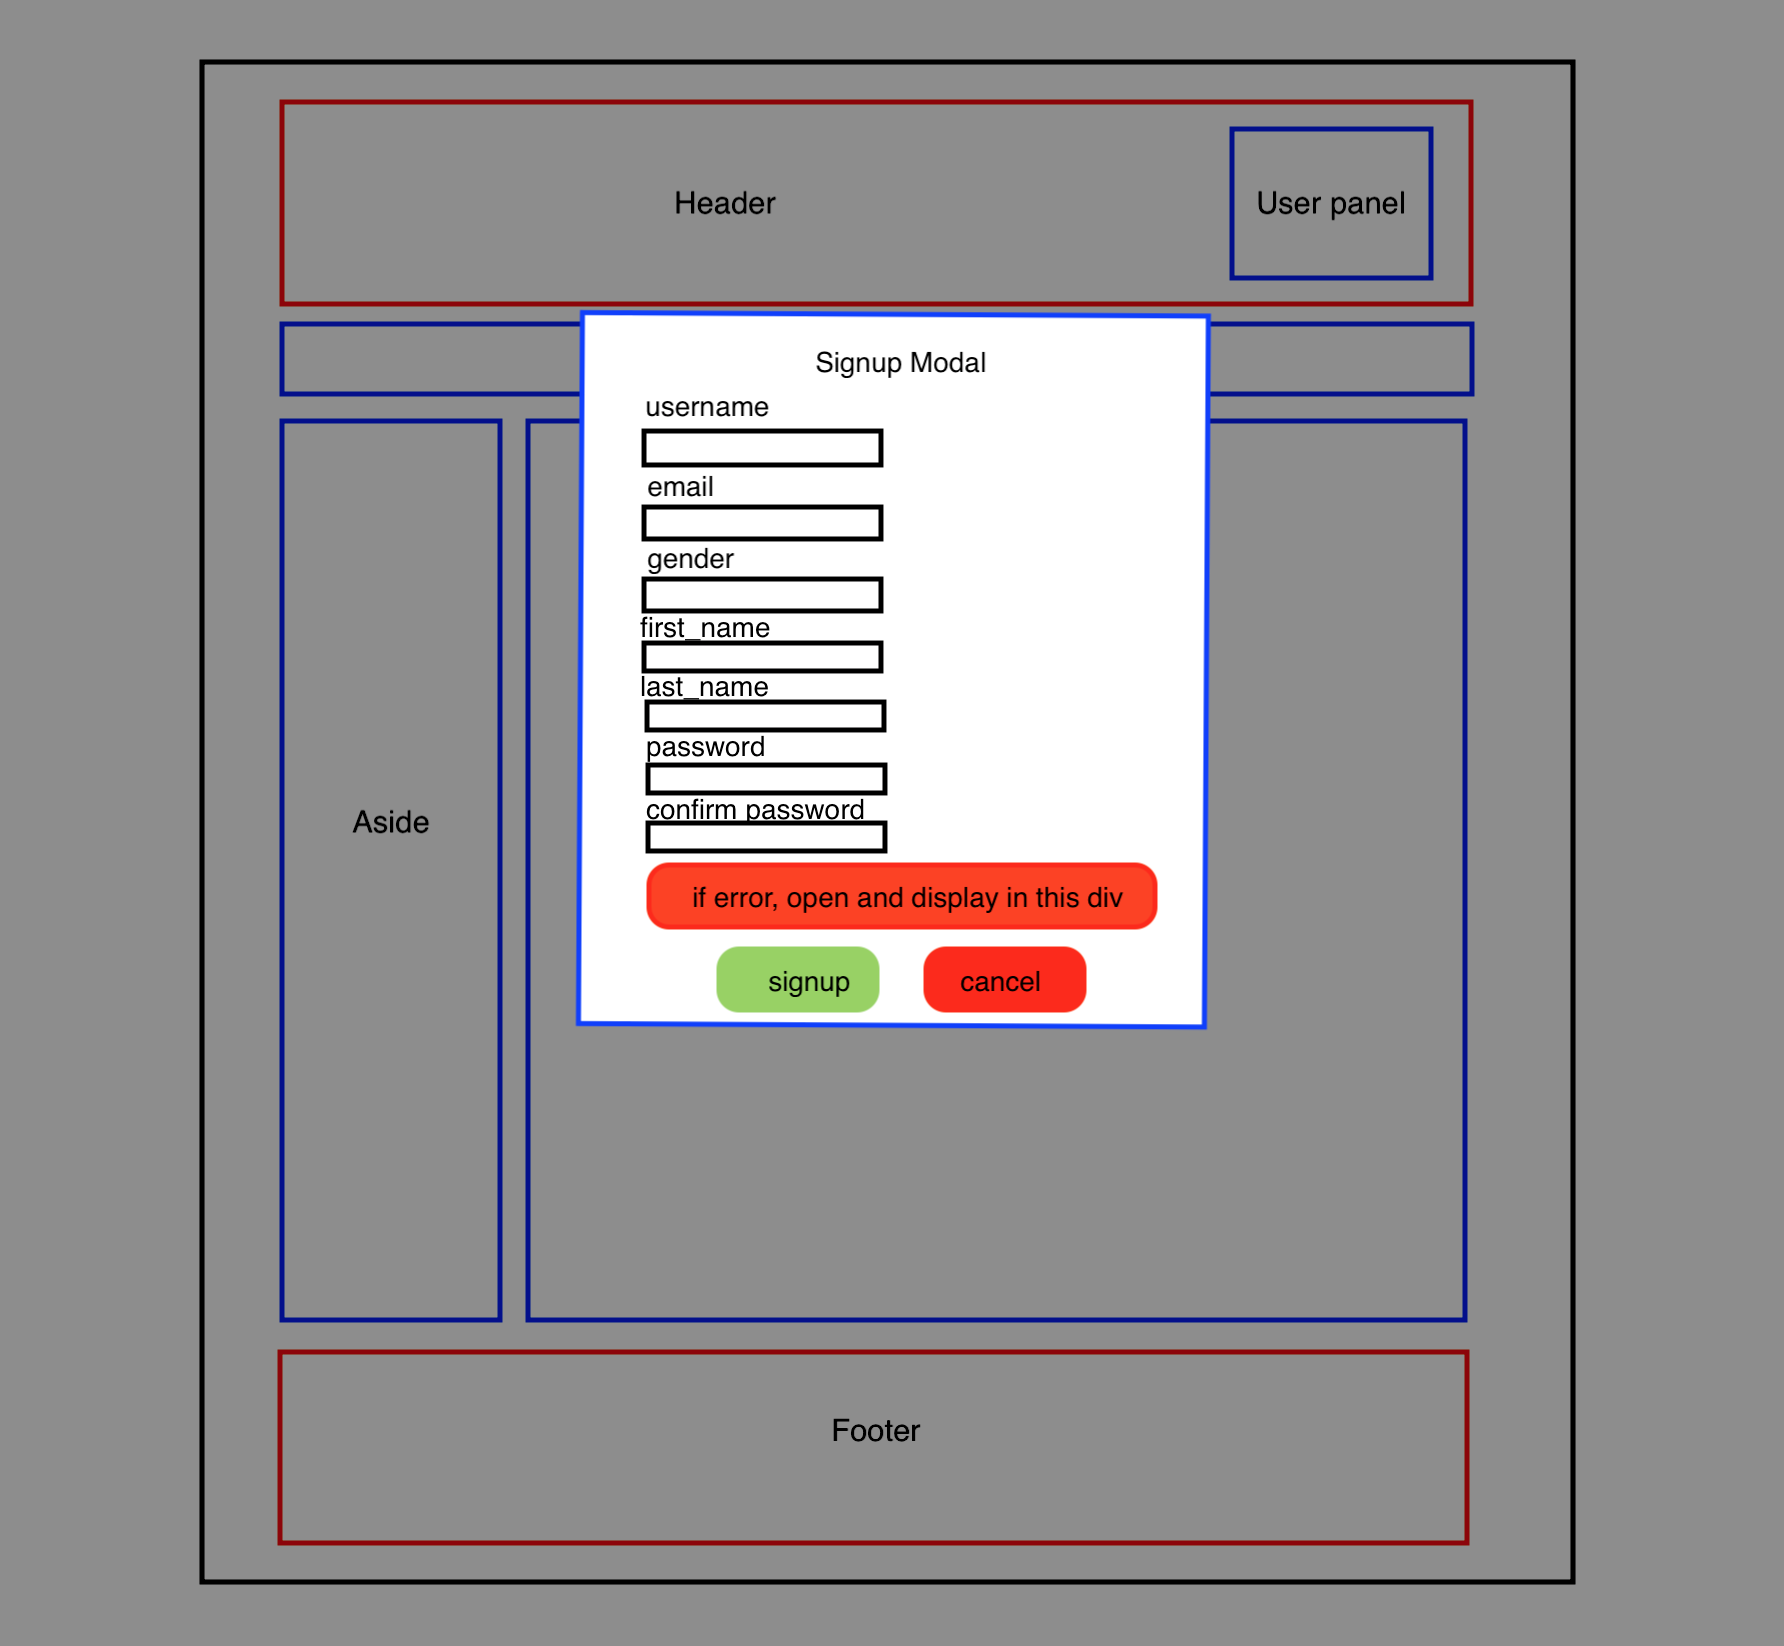 Header
User panel
Signup Modal
username
email
gender
first_name
last_name
password
confirm password
Aside
if error, open and display in this div
signup
cancel
Footer